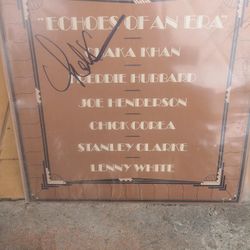 "ECHOES OF AN ERA"
CHAKA KHAN
FREDDIE HUBBARD
JOE HENDERSON
CHICK COREA
STANLEY CLARKE
LENNY WHITE